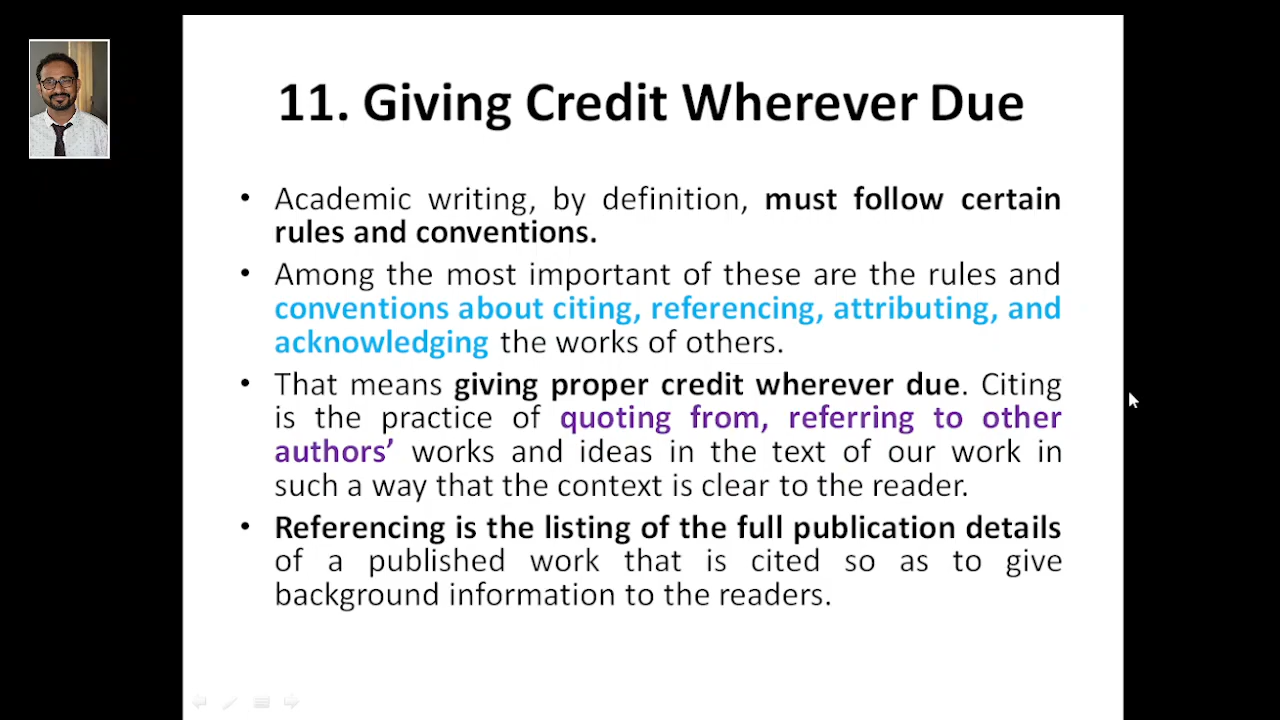 11. Giving Credit Wherever Due
• Academic writing, by definition, must follow certain
rules and conventions.
• Among the most important of these are the rules and
conventions about citing, referencing, attributing, and
acknowledging the works of others.
• That means giving proper credit wherever due. Citing
is the practice of quoting from, referring to other
authors’ works and ideas in the text of our work in
such a way that the context is clear to the reader.
• Referencing is the listing of the full publication details
of a published work that is cited so as to give
background information to the readers.